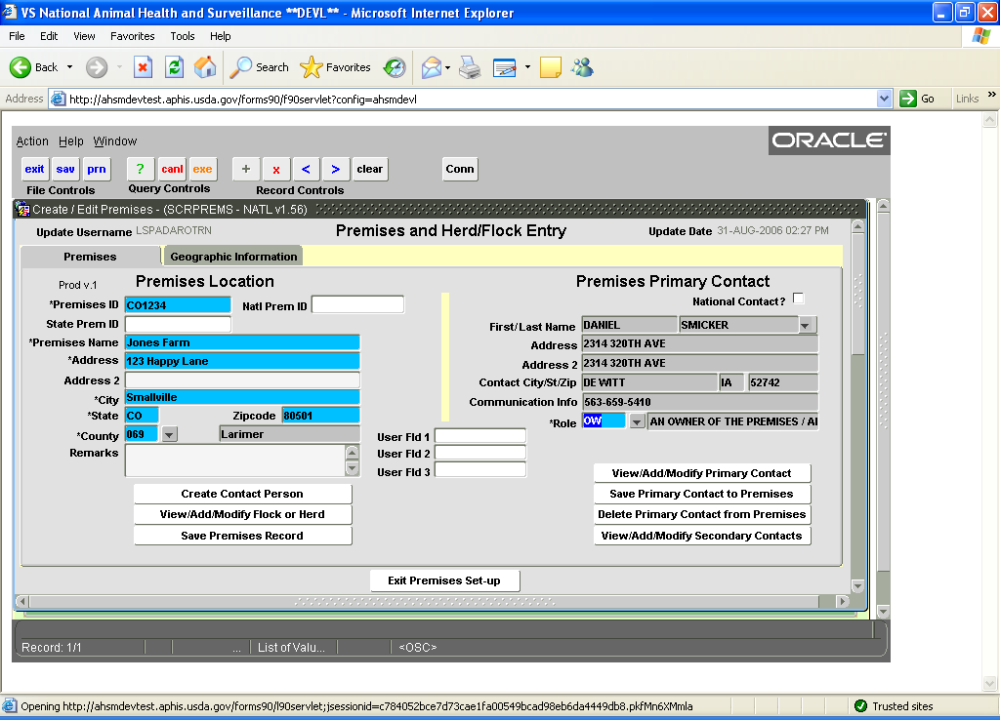 VS National Animal Health and Surveillance **DEVL** - Microsoft Internet Explorer
File Edit View Favorites Tools Help
Back Search Favorites
Address http://ahsmdevtest.aphis.usda.gov/forms90/f90servlet?config=ahsmdevl Go Links »
Action Help Window ORACLE
exit sav prn ? canl exe + x < > clear Conn
File Controls Query Controls Record Controls
Create / Edit Premises - (SCRPREMS - NATL v1.56)
Update Username LSPADAROTRN Premises and Herd/Flock Entry Update Date 31-AUG-2006 02:27 PM
Premises Geographic Information
Prod v.1 Premises Location Premises Primary Contact
National Contact?
*Premises ID CO1234 Natl Prem ID
State Prem ID First/Last Name DANIEL SMICKER
*Premises Name Jones Farm Address 2314 320TH AVE
*Address 123 Happy Lane Address 2 2314 320TH AVE
Address 2 Contact City/St/Zip DE WITT IA 52742
*City Smallville Communication Info 563-659-5410
*State CO Zipcode 80501 *Role OW AN OWNER OF THE PREMISES / AI
*County 069 Larimer User Fld 1
Remarks User Fld 2
User Fld 3
View/Add/Modify Primary Contact
Create Contact Person Save Primary Contact to Premises
View/Add/Modify Flock or Herd Delete Primary Contact from Premises
Save Premises Record View/Add/Modify Secondary Contacts
Exit Premises Set-up
Record: 1/1 ... List of Valu... <OSC>
Opening http://ahsmdevtest.aphis.usda.gov/forms90/l90servlet;jsessionid=c784052bce7d73cae1fa00549bcad98eb6da4449db8.pkfMn6XMmla Trusted sites